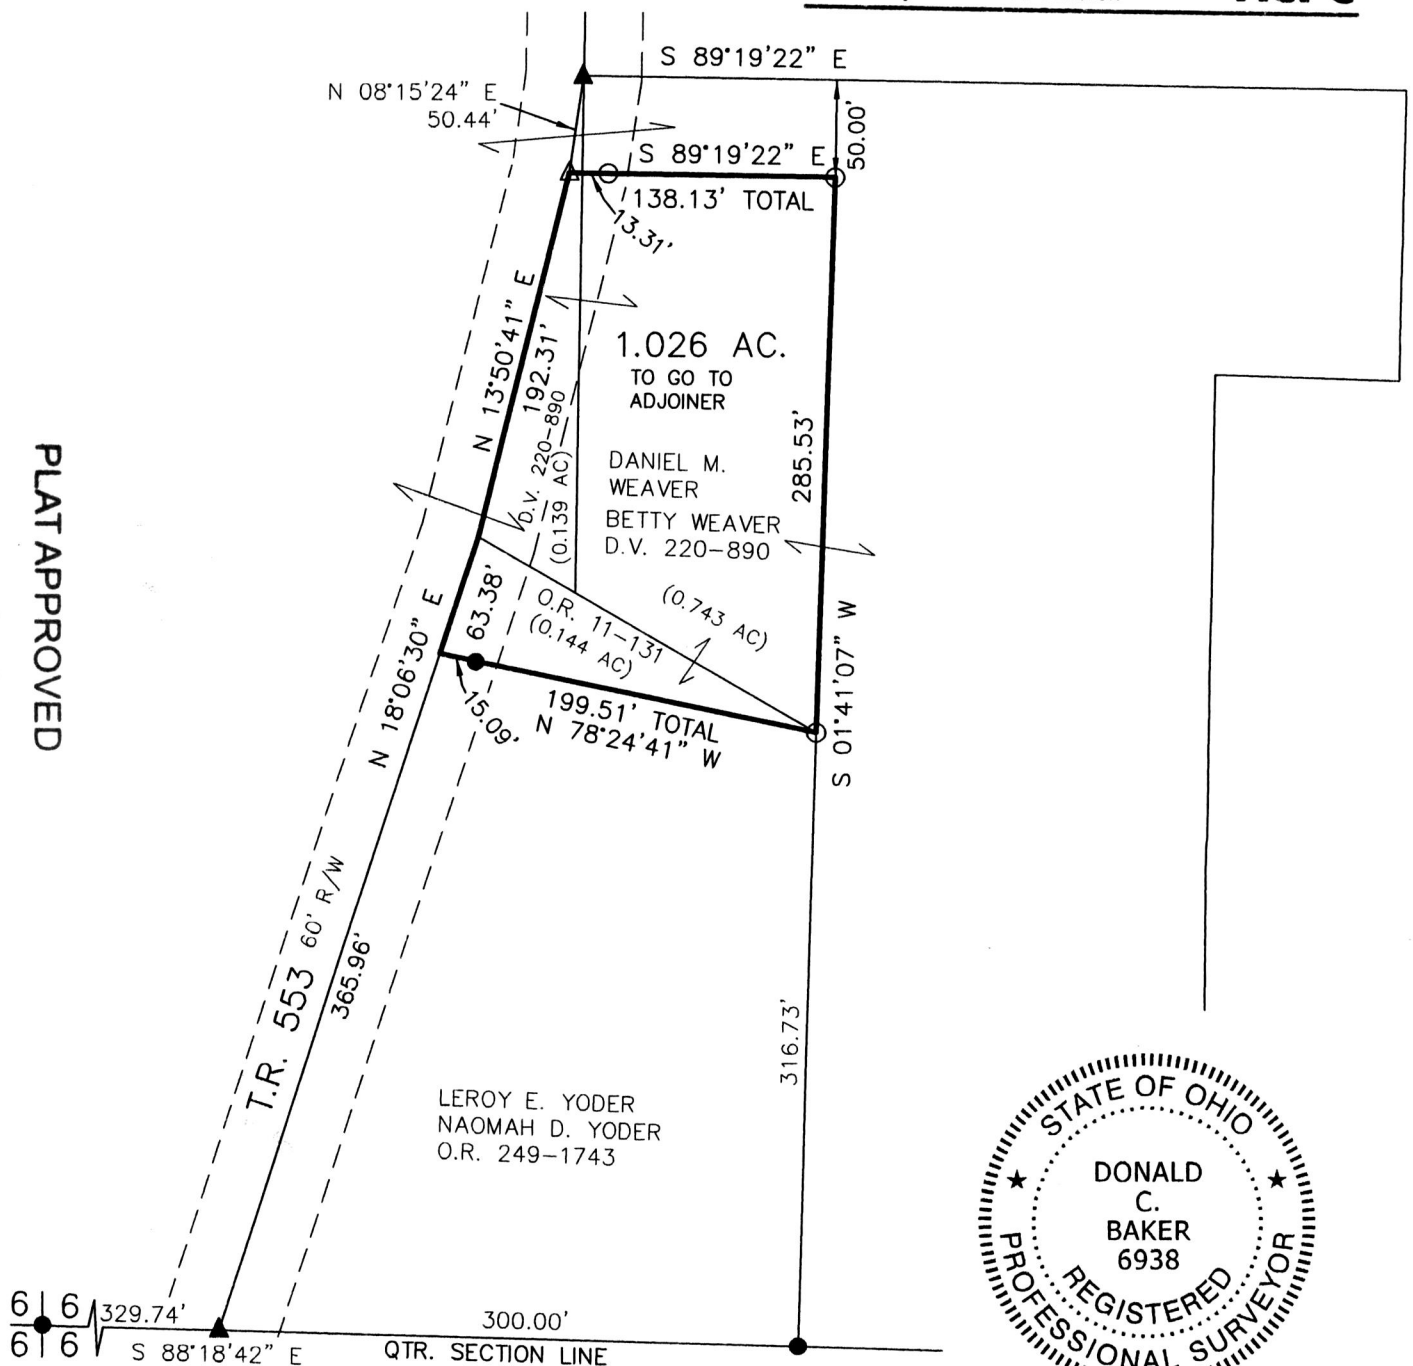 S 89°19'22" E
N 08°15'24" E
50.44'
50.00'
S 89°19'22" E
138.13' TOTAL
13.31'
N 13°50'41" E
192.31'
D.V. 220-890
(0.139 AC)
1.026 AC.
TO GO TO
ADJOINER
DANIEL M.
WEAVER
BETTY WEAVER
D.V. 220-890
285.53'
(0.743 AC)
O.R. 11-131
(0.144 AC)
S 01°41'07" W
N 18°06'30" E
63.38'
15.09'
199.51' TOTAL
N 78°24'41" W
PLAT APPROVED
T.R. 553 60' R/W
365.96'
316.73'
LEROY E. YODER
NAOMAH D. YODER
O.R. 249-1743
STATE OF OHIO
DONALD
C.
BAKER
6938
REGISTERED
PROFESSIONAL SURVEYOR
6 6
6 6
329.74'
S 88°18'42" E
300.00'
QTR. SECTION LINE